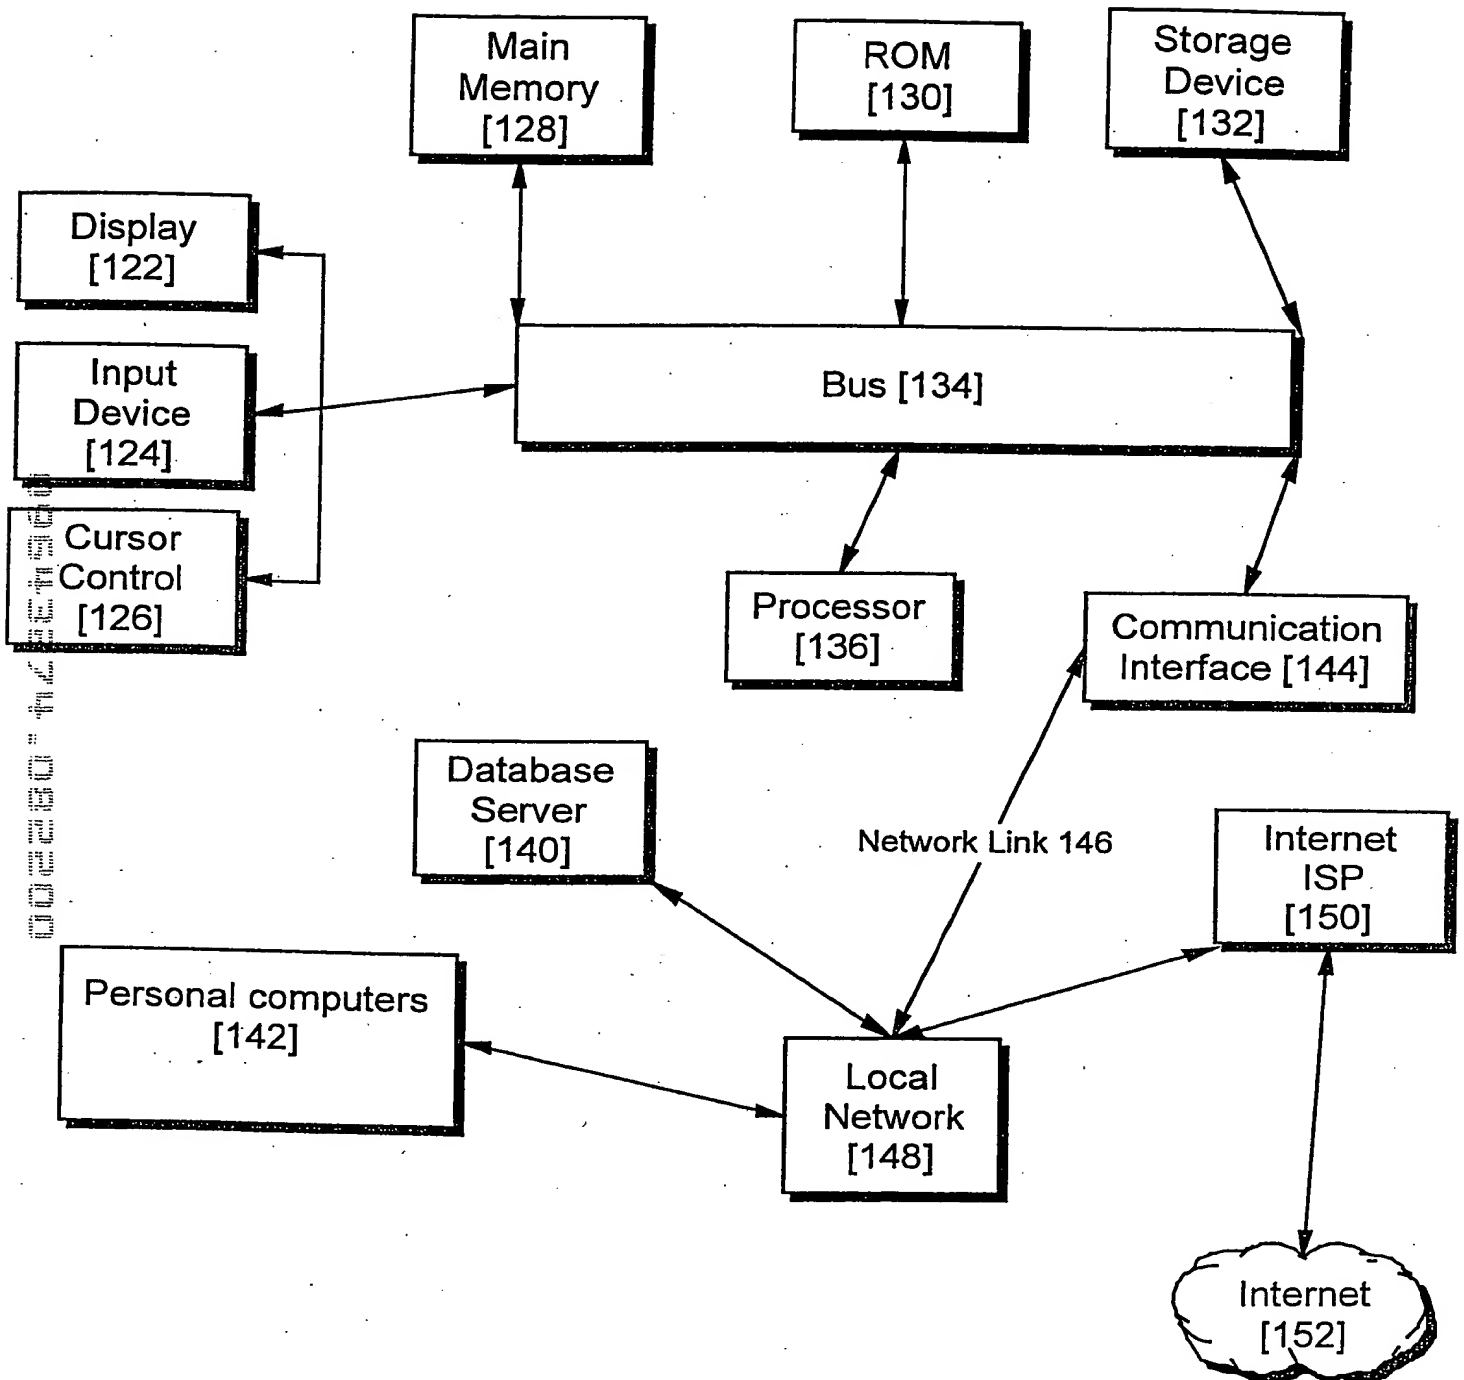 Main
Memory
[128]
ROM
[130]
Storage
Device
[132]
Display
[122]
Input
Device
[124]
Cursor
Control
[126]
Bus [134]
Processor
[136]
Communication
Interface [144]
Database
Server
[140]
Network Link 146
Internet
ISP
[150]
Personal computers
[142]
Local
Network
[148]
Internet
[152]